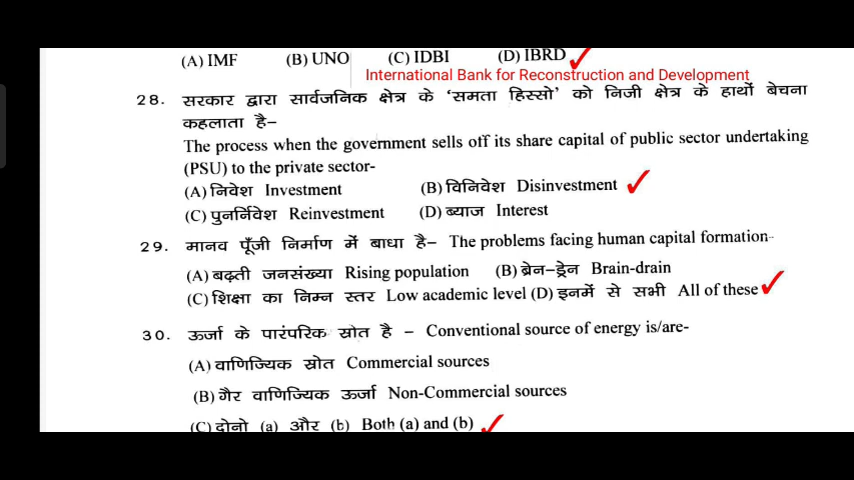 (A) IMF (B) UNO (C) IDBI (D) IBRD
International Bank for Reconstruction and Development
28. सरकार द्वारा सार्वजनिक क्षेत्र के ‘समता हिस्सो’ को निजी क्षेत्र के हाथों बेचना
कहलाता है–
The process when the government sells off its share capital of public sector undertaking
(PSU) to the private sector-
(A) निवेश Investment (B) विनिवेश Disinvestment
(C) पुनर्निवेश Reinvestment (D) ब्याज Interest
29. मानव पूँजी निर्माण में बाधा है– The problems facing human capital formation-
(A) बढ़ती जनसंख्या Rising population (B) ब्रेन–ड्रेन Brain-drain
(C) शिक्षा का निम्न स्तर Low academic level (D) इनमें से सभी All of these
30. ऊर्जा के पारंपरिक स्रोत है – Conventional source of energy is/are-
(A) वाणिज्यिक स्रोत Commercial sources
(B) गैर वाणिज्यिक ऊर्जा Non-Commercial sources
(C) दोनो (a) और (b) Both (a) and (b)